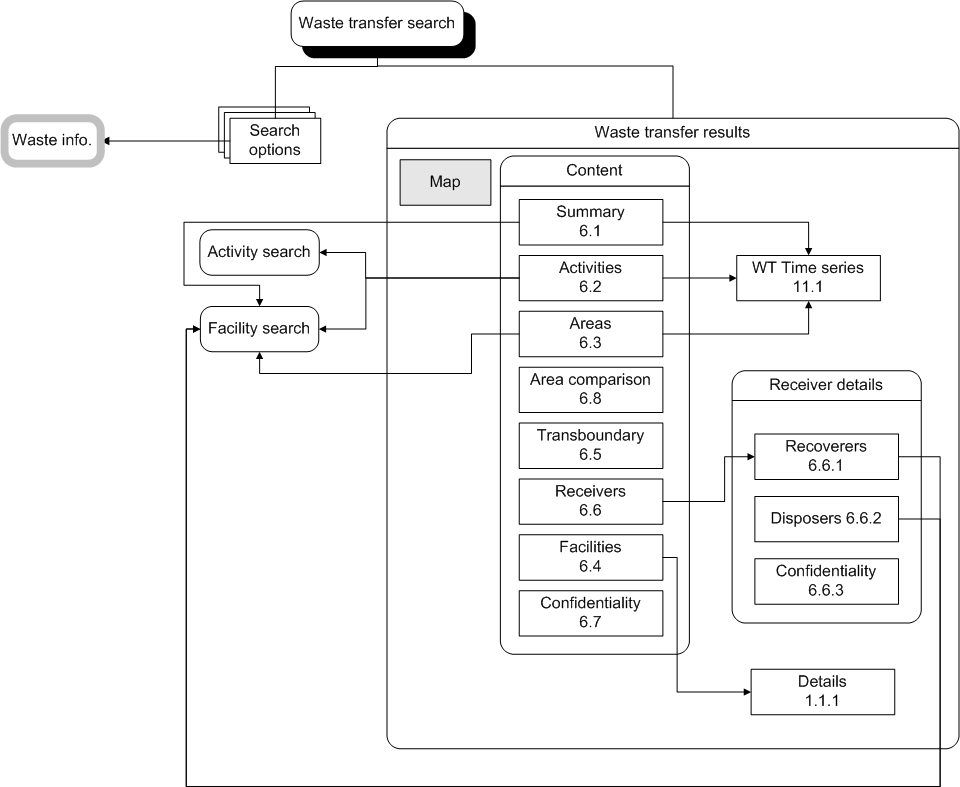 Waste transfer search
Waste info.
Search
options
Waste transfer results
Map
Content
Summary
6.1
Activities
6.2
Areas
6.3
Area comparison
6.8
Transboundary
6.5
Receivers
6.6
Facilities
6.4
Confidentiality
6.7
Activity search
Facility search
WT Time series
11.1
Receiver details
Recoverers
6.6.1
Disposers 6.6.2
Confidentiality
6.6.3
Details
1.1.1